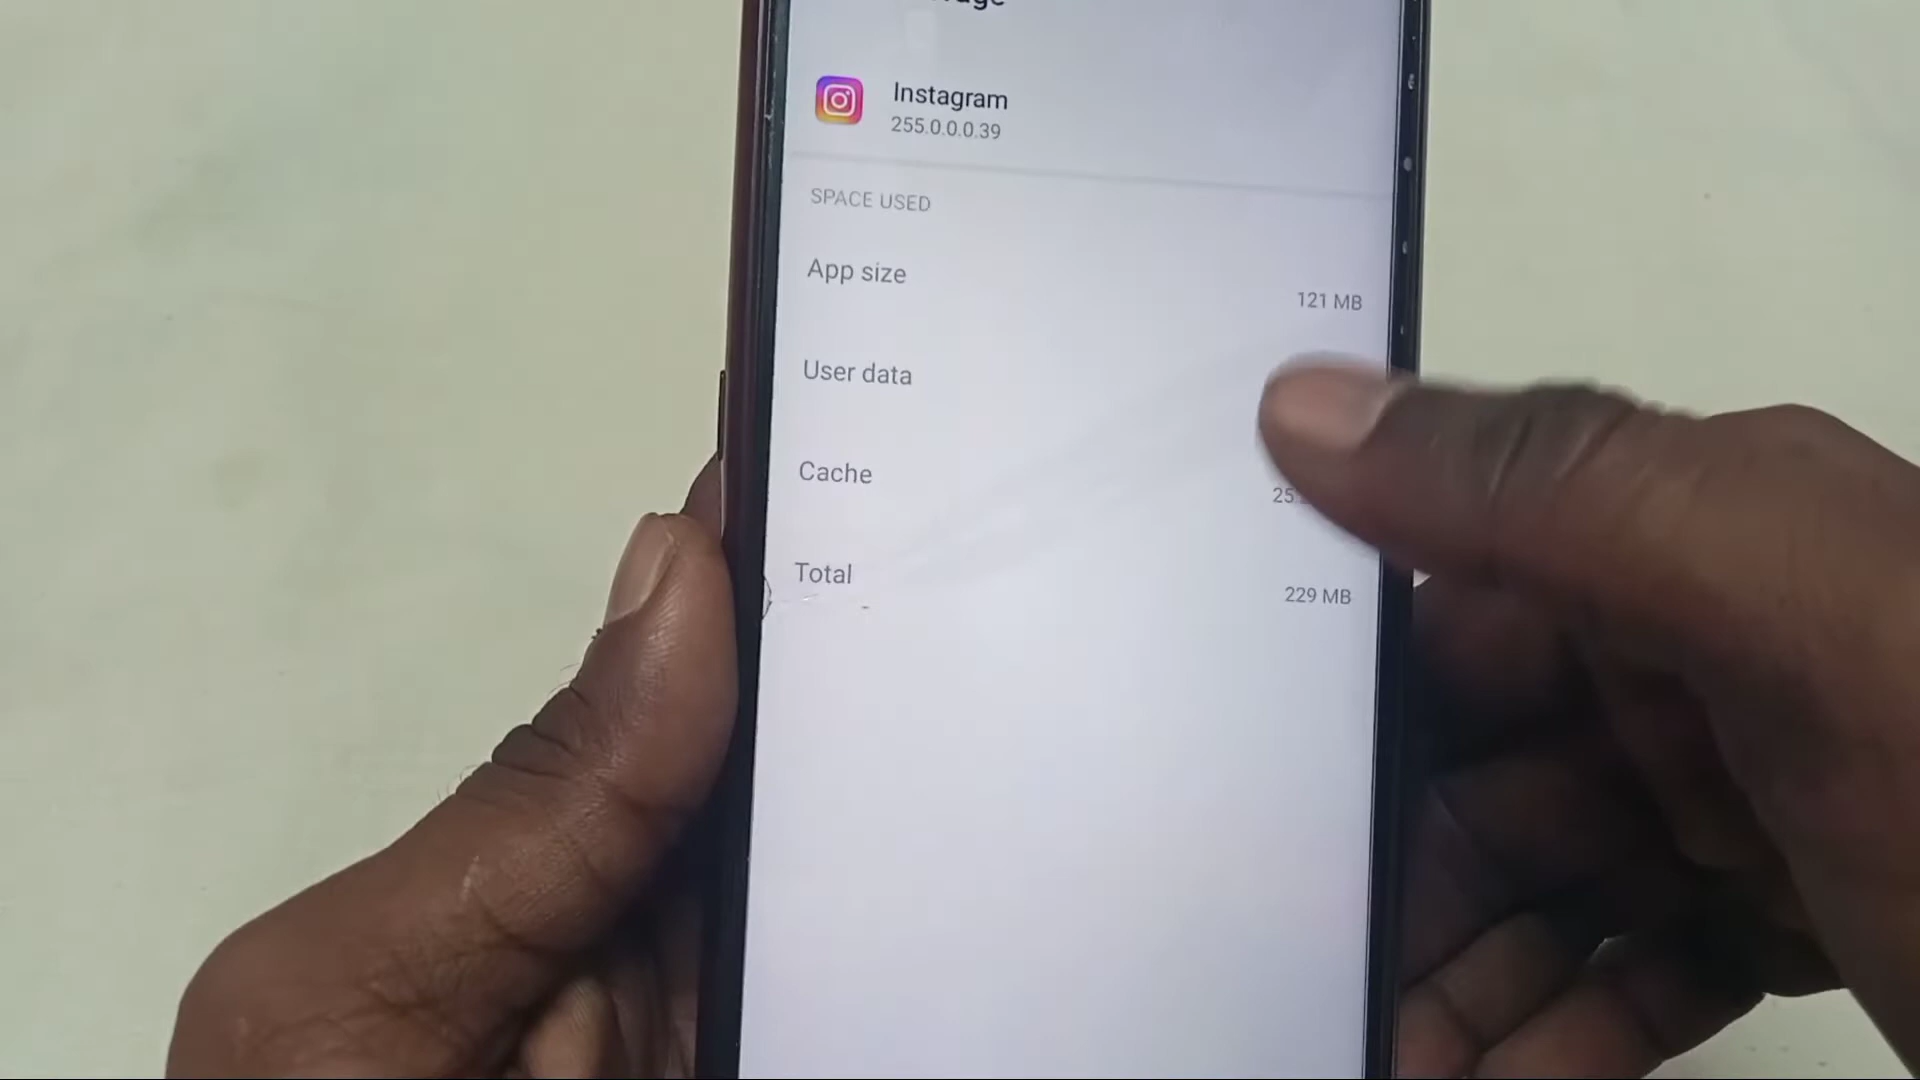 Instagram
255.0.0.0.39
SPACE USED
App size
121 MB
User data
Cache
Total
229 MB